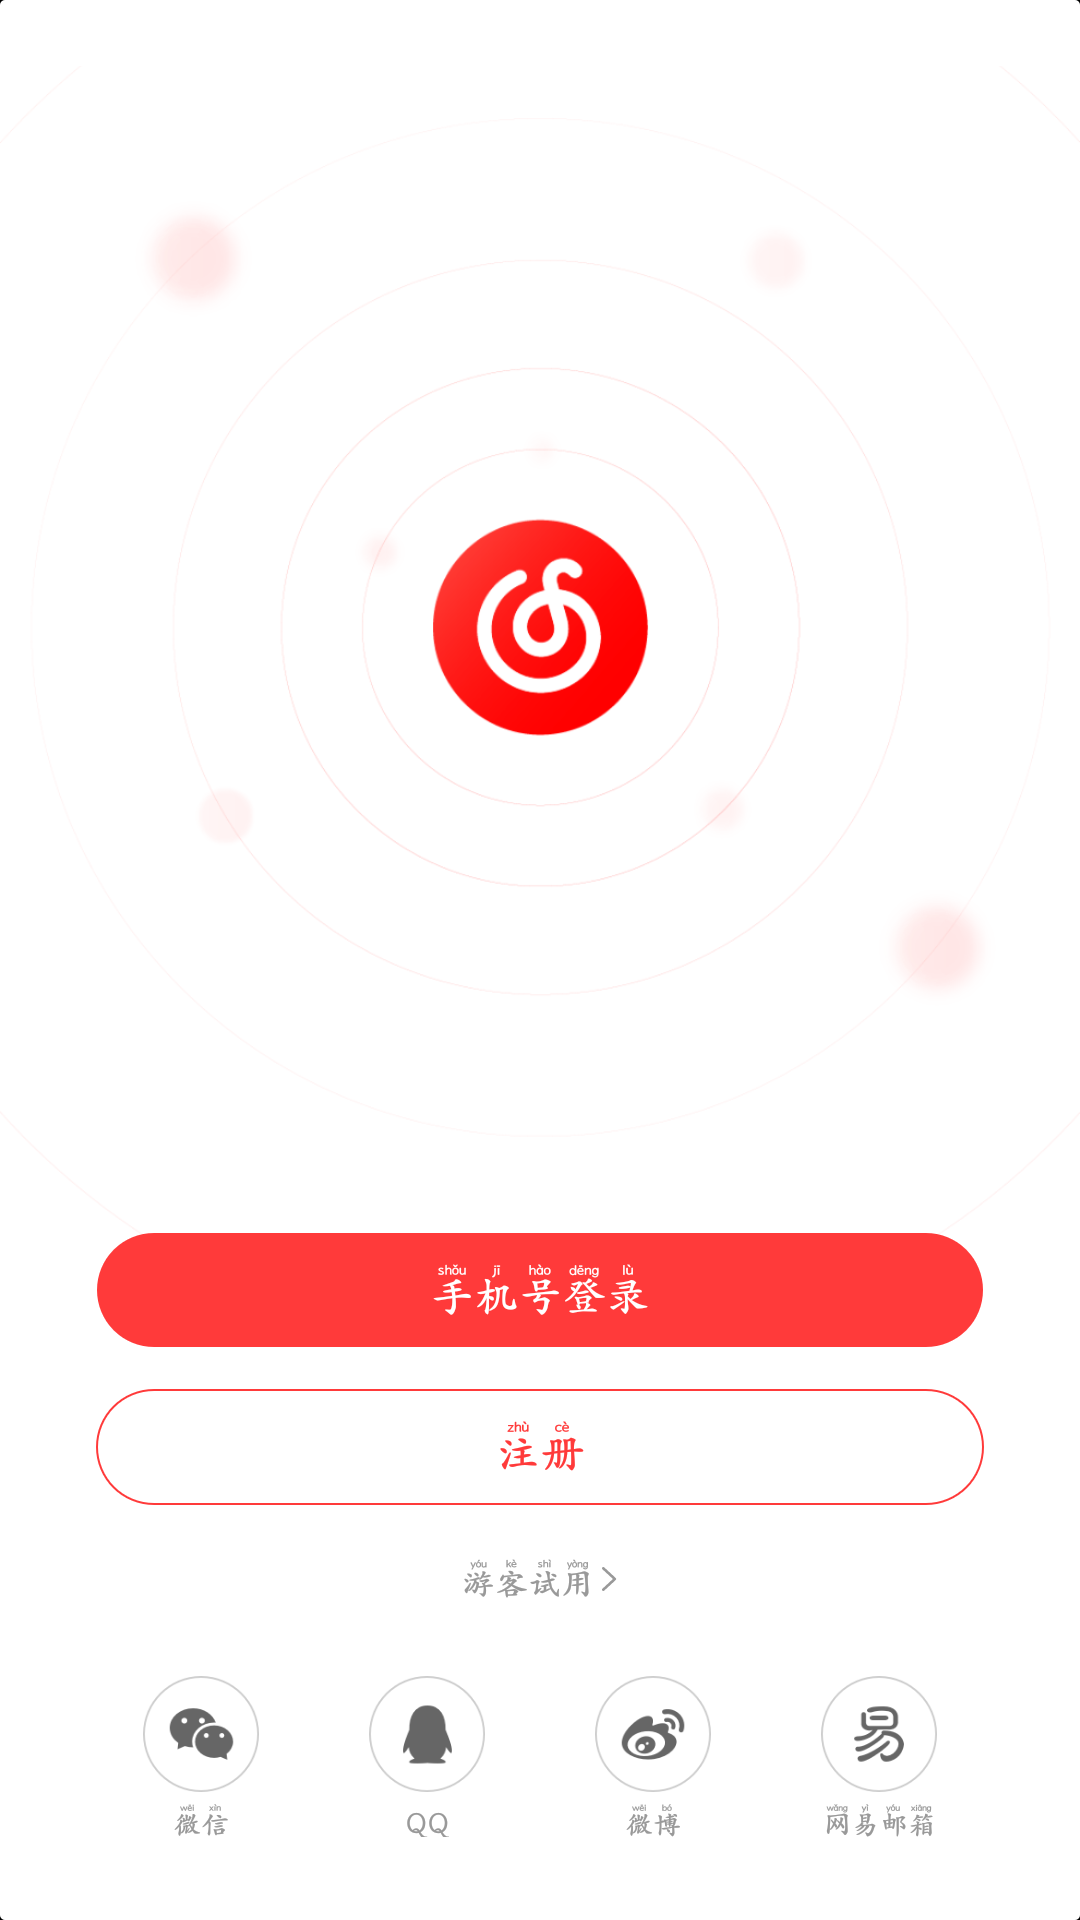 shǒu jī hào dēng lù
手机号登录
zhù cè
注册
yóu kè shì yòng
游客试用
wēi xìn
微信
QQ
wēi bó
微博
wǎng yì yóu xiāng
网易邮箱